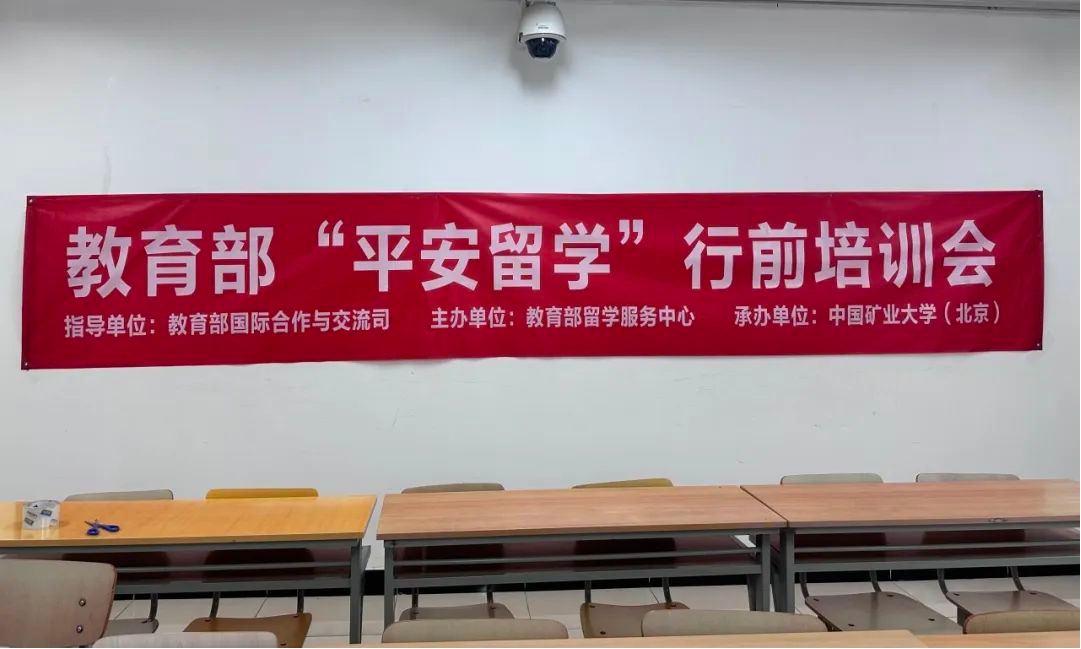 教育部“平安留学”行前培训会
指导单位：教育部国际合作与交流司 主办单位：教育部留学服务中心 承办单位：中国矿业大学（北京）